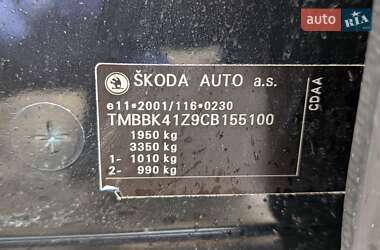 auto RIA
ŠKODA AUTO a.s.
e11*2001/116*0230
TMBBK41Z9CB155100
1950 kg
3350 kg
1- 1010 kg
2- 990 kg
CDAA